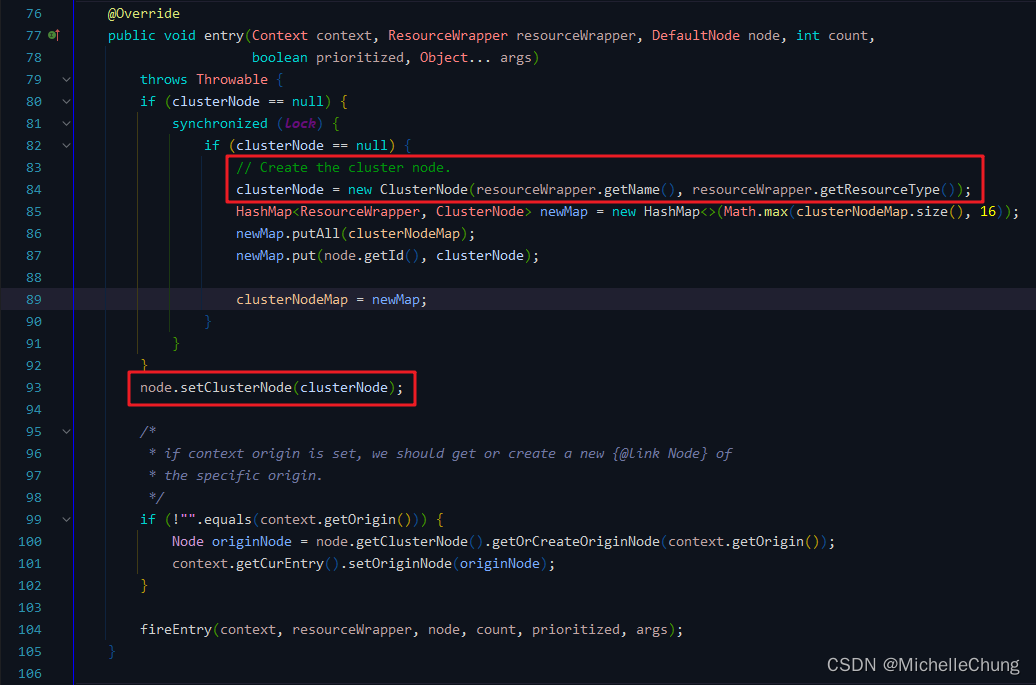 76 @Override
77 public void entry(Context context, ResourceWrapper resourceWrapper, DefaultNode node, int count,
78 boolean prioritized, Object... args)
79 throws Throwable {
80 if (clusterNode == null) {
81 synchronized (lock) {
82 if (clusterNode == null) {
83 // Create the cluster node.
84 clusterNode = new ClusterNode(resourceWrapper.getName(), resourceWrapper.getResourceType());
85 HashMap<ResourceWrapper, ClusterNode> newMap = new HashMap<>(Math.max(clusterNodeMap.size(), 16));
86 newMap.putAll(clusterNodeMap);
87 newMap.put(node.getId(), clusterNode);
88
89 clusterNodeMap = newMap;
90 }
91 }
92 }
93 node.setClusterNode(clusterNode);
94
95 /*
96 * if context origin is set, we should get or create a new {@link Node} of
97 * the specific origin.
98 */
99 if (!"".equals(context.getOrigin())) {
100 Node originNode = node.getClusterNode().getOrCreateOriginNode(context.getOrigin());
101 context.getCurEntry().setOriginNode(originNode);
102 }
103
104 fireEntry(context, resourceWrapper, node, count, prioritized, args);
105 }
106
CSDN @MichelleChung